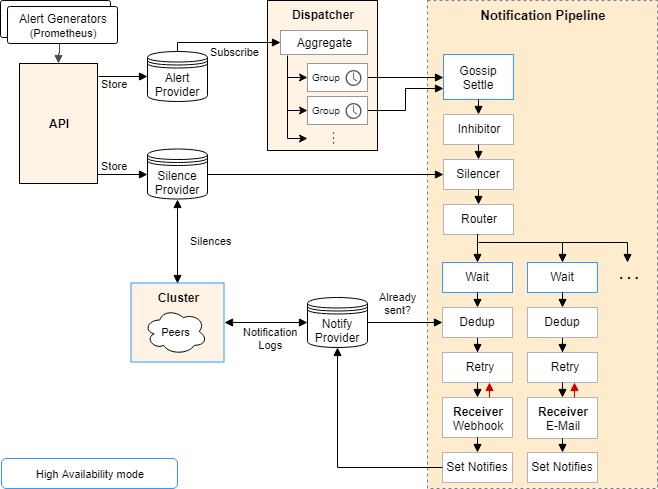 Alert Generators
(Prometheus)
API
Store
Alert
Provider
Subscribe
Dispatcher
Aggregate
Group
Group
Notification Pipeline
Gossip
Settle
Inhibitor
Store
Silence
Provider
Silencer
Router
Silences
Wait
Wait
...
Cluster
Peers
Notification
Logs
Notify
Provider
Already
sent?
Dedup
Dedup
Retry
Retry
Receiver
Webhook
Receiver
E-Mail
Set Notifies
Set Notifies
High Availability mode